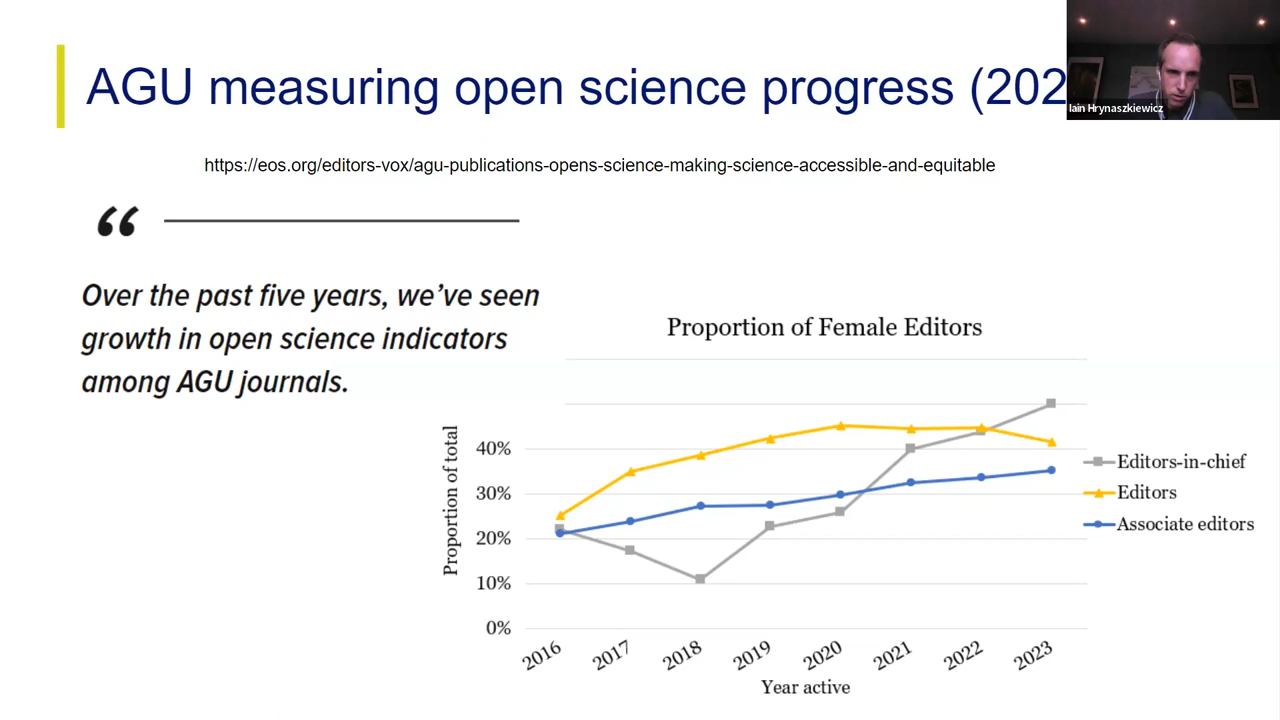 AGU measuring open science progress (202
Iain Hrynaszkiewicz
https://eos.org/editors-vox/agu-publications-opens-science-making-science-accessible-and-equitable
“
Over the past five years, we’ve seen
growth in open science indicators
among AGU journals.
Proportion of Female Editors
Proportion of total
40%
30%
20%
10%
0%
2016
2017
2018
2019
2020
2021
2022
2023
Year active
Editors-in-chief
Editors
Associate editors